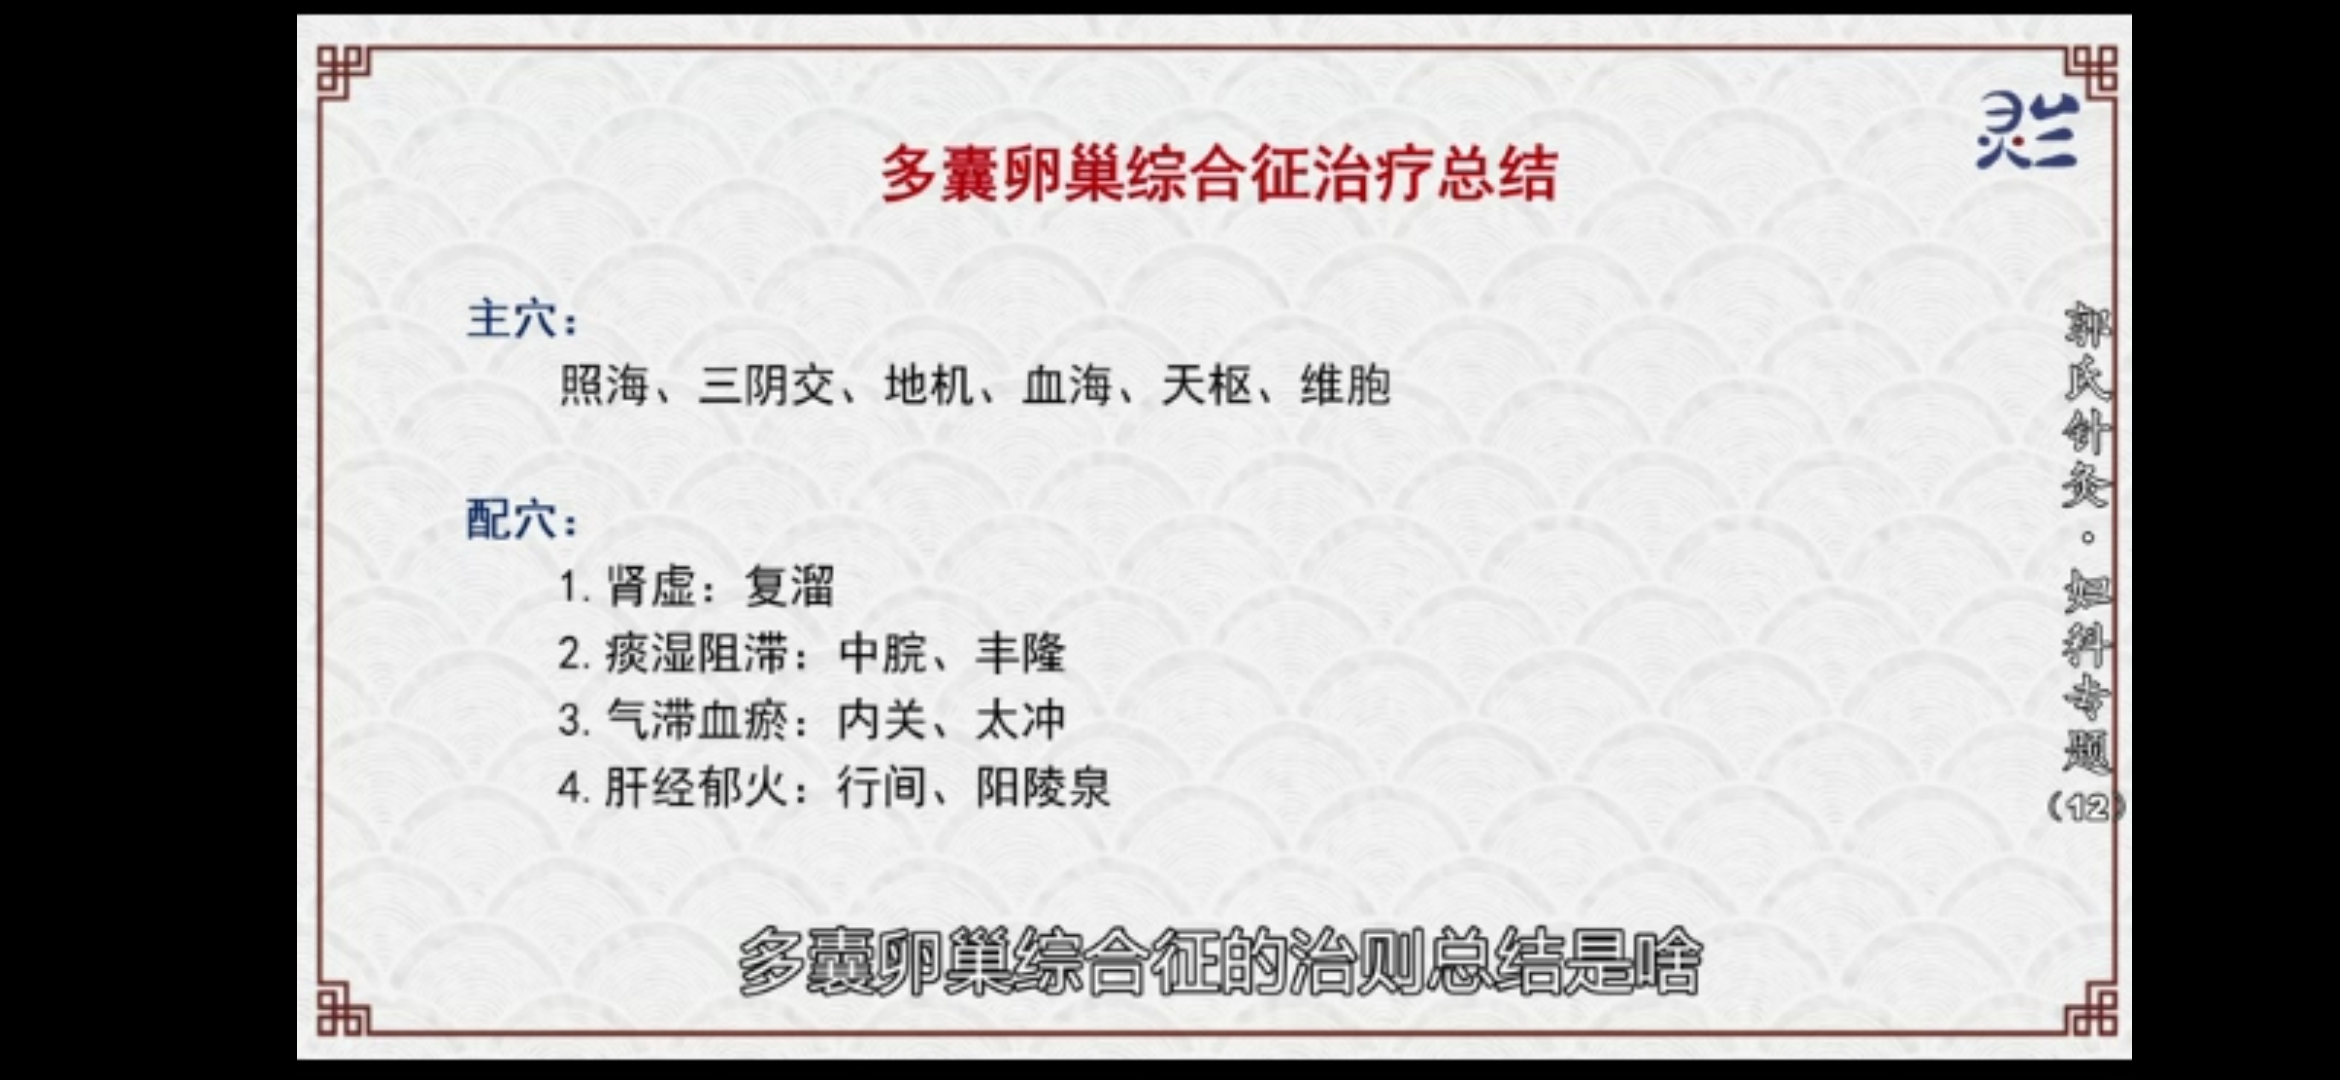 多囊卵巢综合征治疗总结
灵兰
主穴：
照海、三阴交、地机、血海、天枢、维胞
配穴：
1.肾虚：复溜
2.痰湿阻滞：中脘、丰隆
3.气滞血瘀：内关、太冲
4.肝经郁火：行间、阳陵泉
郭氏针灸·妇科专题(12)
多囊卵巢综合征的治则总结是啥